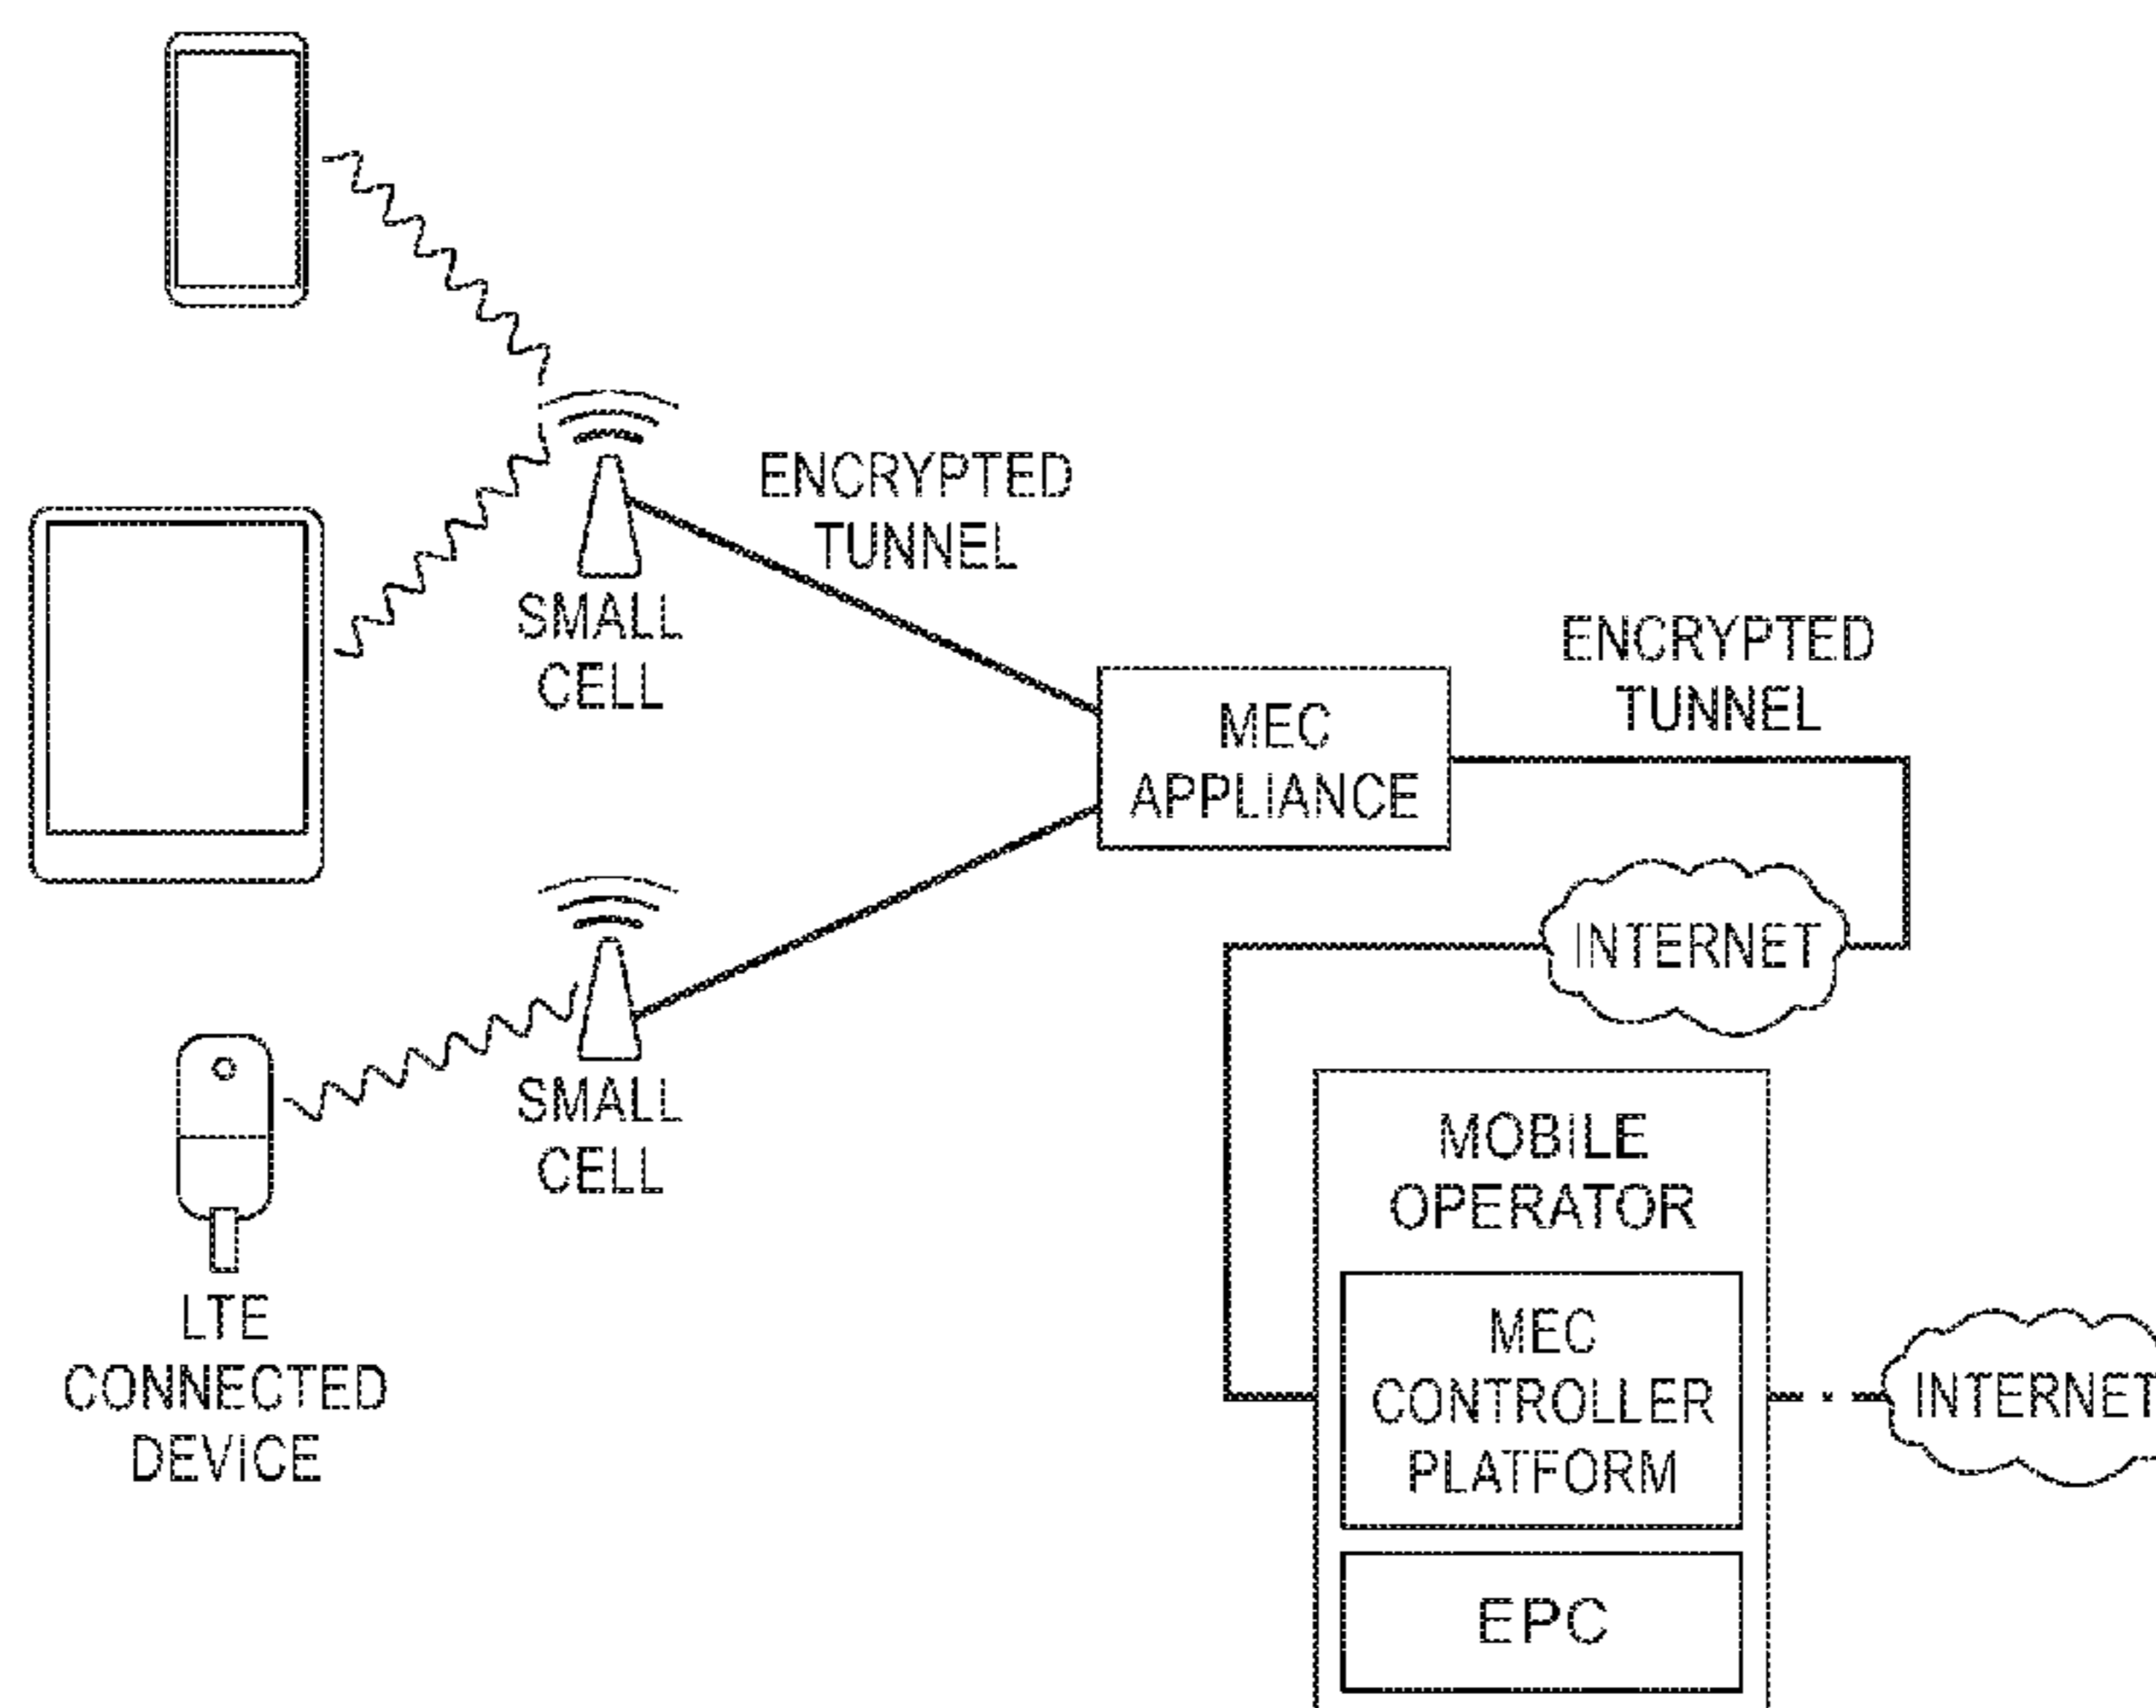 ENCRYPTED
TUNNEL
SMALL
CELL
ENCRYPTED
TUNNEL
MEC
APPLIANCE
INTERNET
SMALL
CELL
MOBILE
OPERATOR
LTE
CONNECTED
DEVICE
MEC
CONTROLLER
PLATFORM
INTERNET
EPC